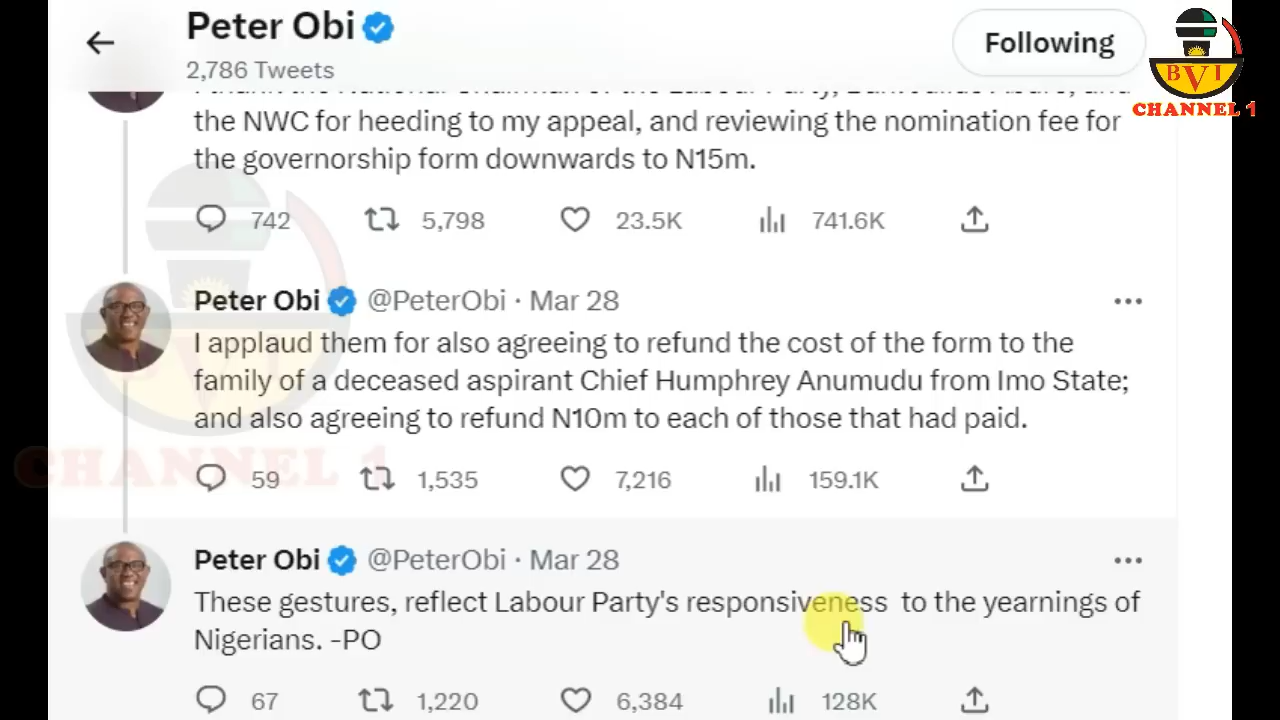 Peter Obi
2,786 Tweets
Following
BVI
CHANNEL 1
the NWC for heeding to my appeal, and reviewing the nomination fee for
the governorship form downwards to N15m.
742 5,798 23.5K 741.6K
Peter Obi @PeterObi · Mar 28
I applaud them for also agreeing to refund the cost of the form to the
family of a deceased aspirant Chief Humphrey Anumudu from Imo State;
and also agreeing to refund N10m to each of those that had paid.
CHANNEL 1
59 1,535 7,216 159.1K
Peter Obi @PeterObi · Mar 28
These gestures, reflect Labour Party's responsiveness to the yearnings of
Nigerians. -PO
67 1,220 6,384 128K